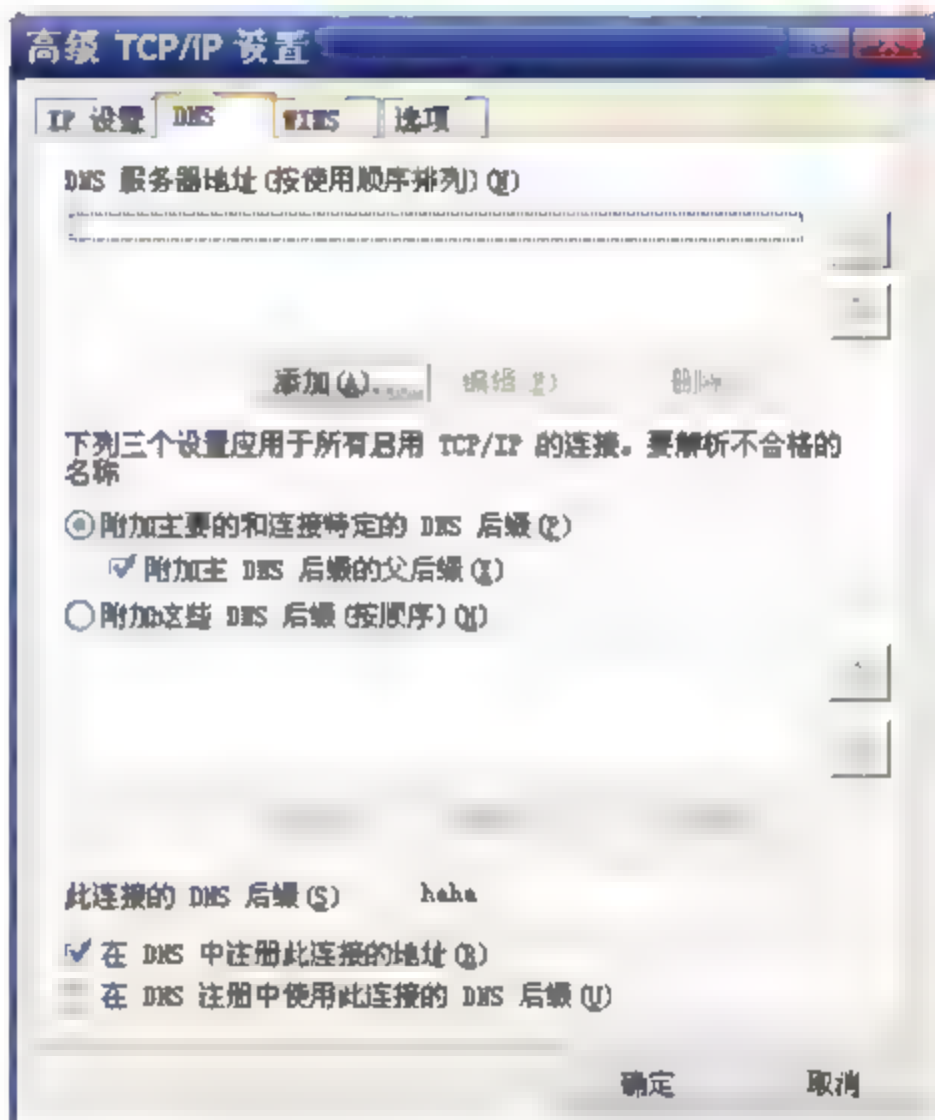 高级 TCP/IP 设置
IP 设置 DNS WINS 选项
DNS 服务器地址(按使用顺序排列)(N)
添加(A)... 编辑(E) 删除
下列三个设置应用于所有启用 TCP/IP 的连接。要解析不合格的
名称
附加主要的和连接特定的 DNS 后缀(P)
附加主 DNS 后缀的父后缀(X)
附加这些 DNS 后缀(按顺序)(H)
此连接的 DNS 后缀(S) haha
在 DNS 中注册此连接的地址(R)
在 DNS 注册中使用此连接的 DNS 后缀(U)
确定 取消